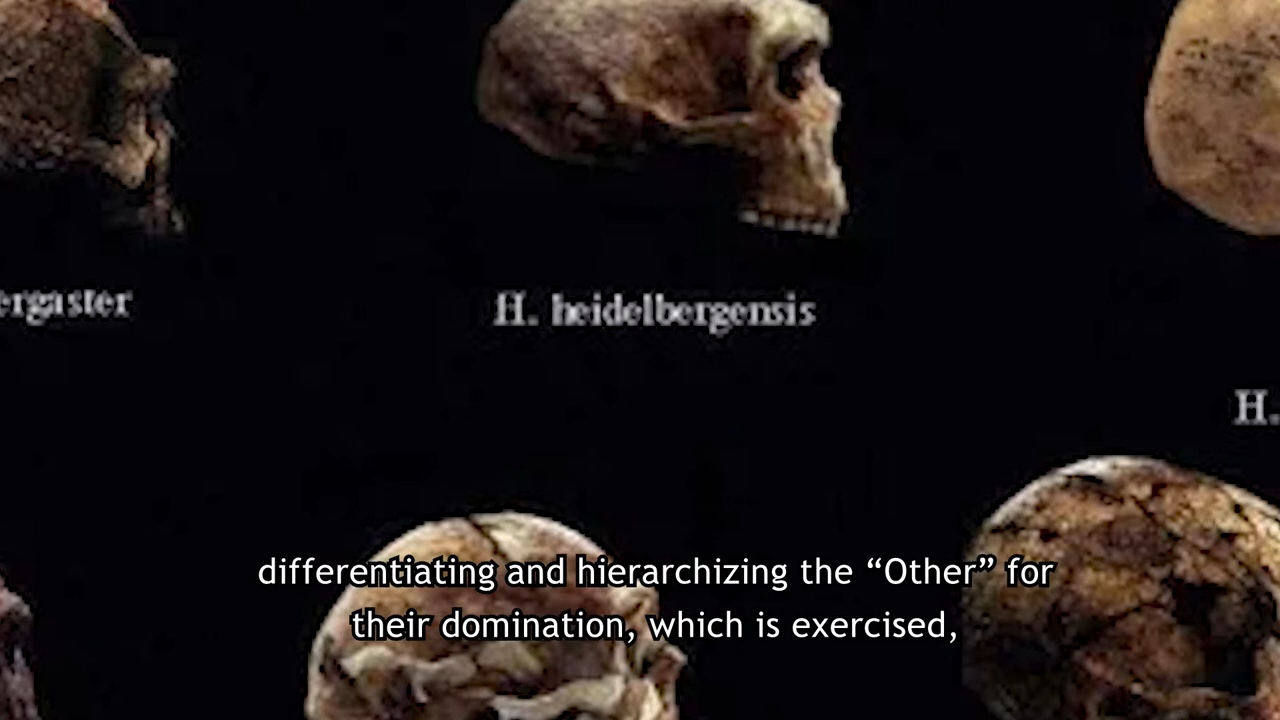 ergaster
H. heidelbergensis
H.
differentiating and hierarchizing the “Other” for
their domination, which is exercised,